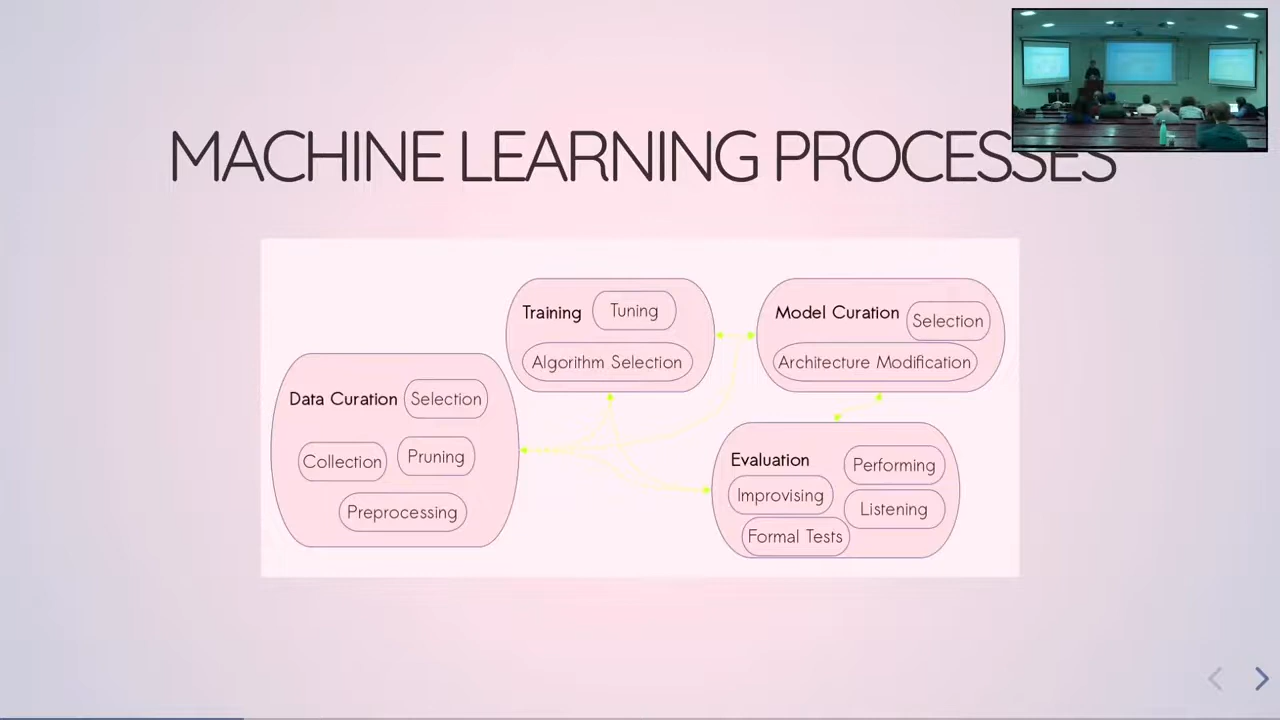 MACHINE LEARNING PROCESSES
Training
Tuning
Algorithm Selection
Model Curation
Selection
Architecture Modification
Data Curation
Selection
Collection
Pruning
Preprocessing
Evaluation
Performing
Improvising
Listening
Formal Tests